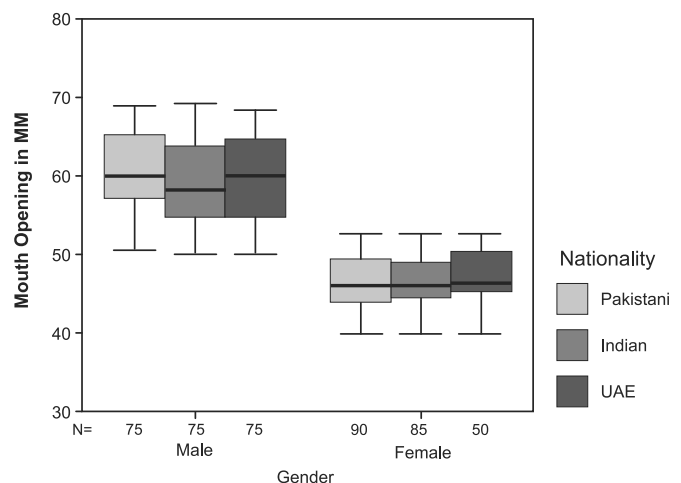 80
70
60
50
40
30
Mouth Opening in MM
N= 75 75 75 90 85 50
Male Female
Gender
Nationality
Pakistani
Indian
UAE